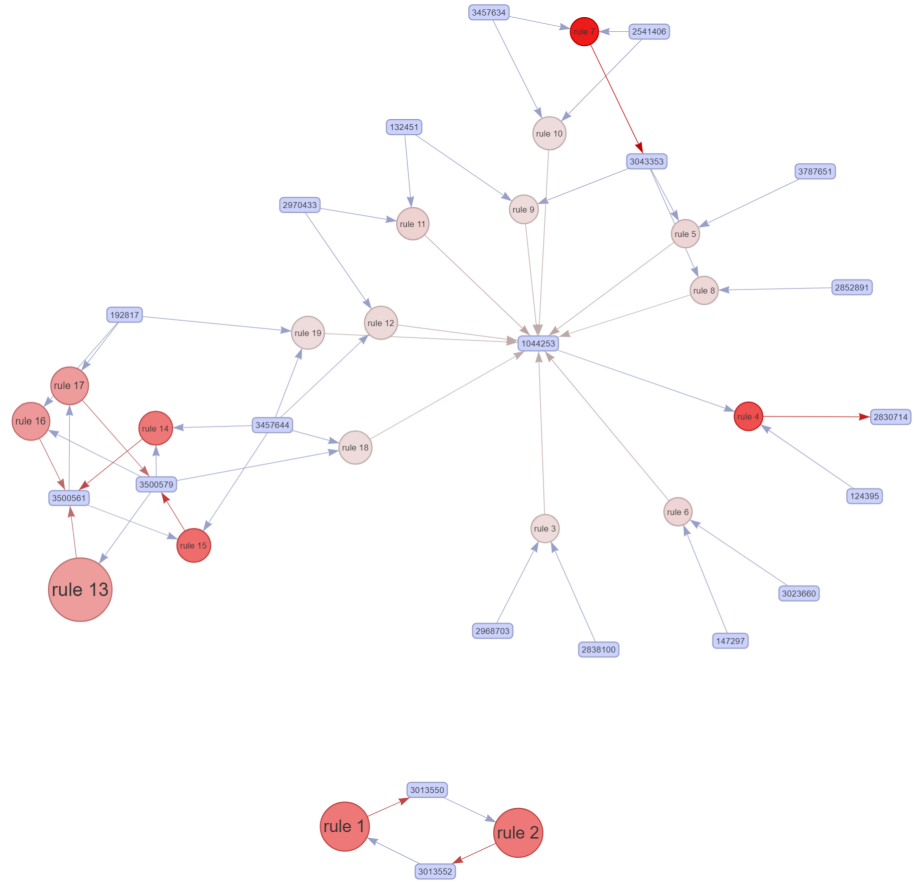 3457634
rule 7
2541406
132451
rule 10
3043353
3787651
2970433
rule 11
rule 9
rule 5
rule 8
2852891
192817
rule 19
rule 12
1044253
rule 17
rule 16
rule 14
3457644
rule 18
rule 4
2830714
3500561
3500579
124395
rule 15
rule 3
rule 6
rule 13
3023660
2968703
2838100
147297
3013550
rule 1
rule 2
3013552